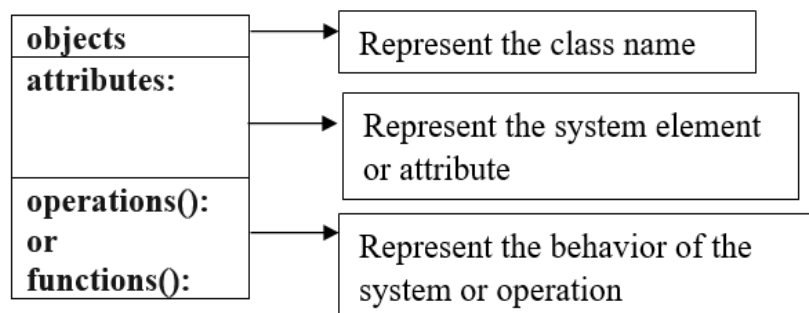 objects
Represent the class name
attributes:
Represent the system element
or attribute
operations():
or
functions():
Represent the behavior of the
system or operation